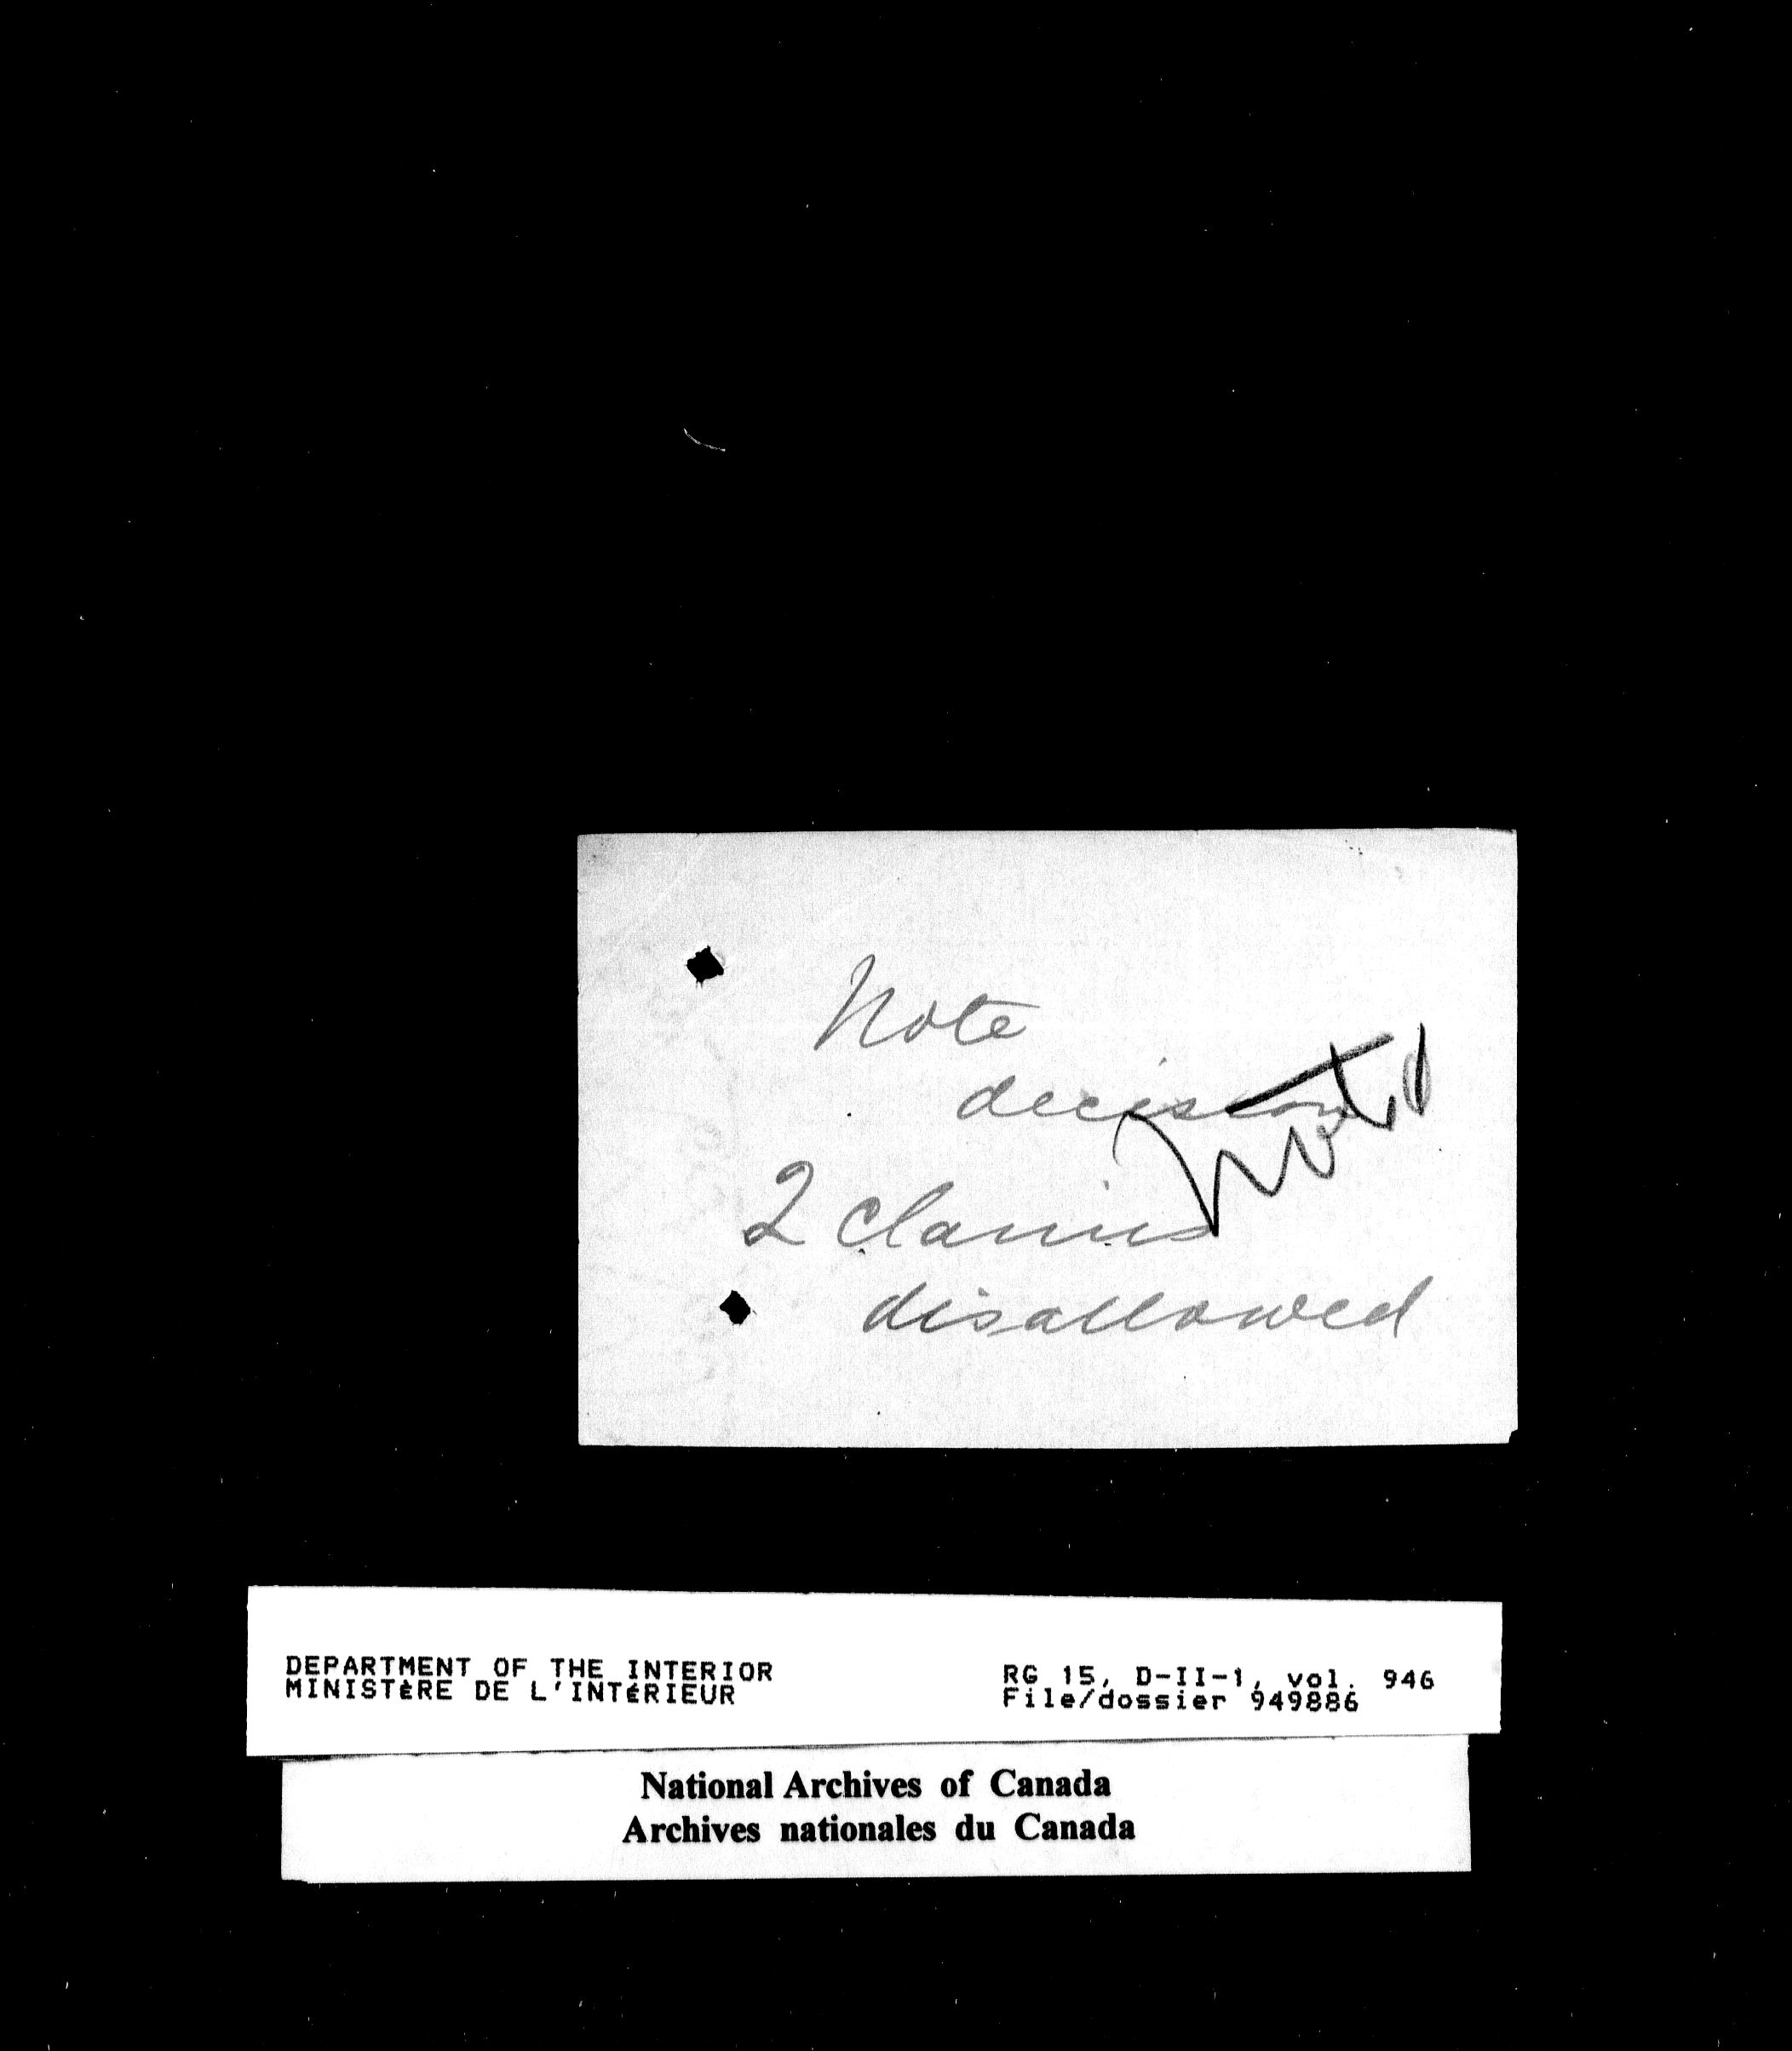 Note
decision
Noted
2 Claims
disallowed
DEPARTMENT OF THE INTERIOR
MINISTÈRE DE L'INTÉRIEUR
RG 15, D-II-1, vol. 946
File/dossier 949886
National Archives of Canada
Archives nationales du Canada